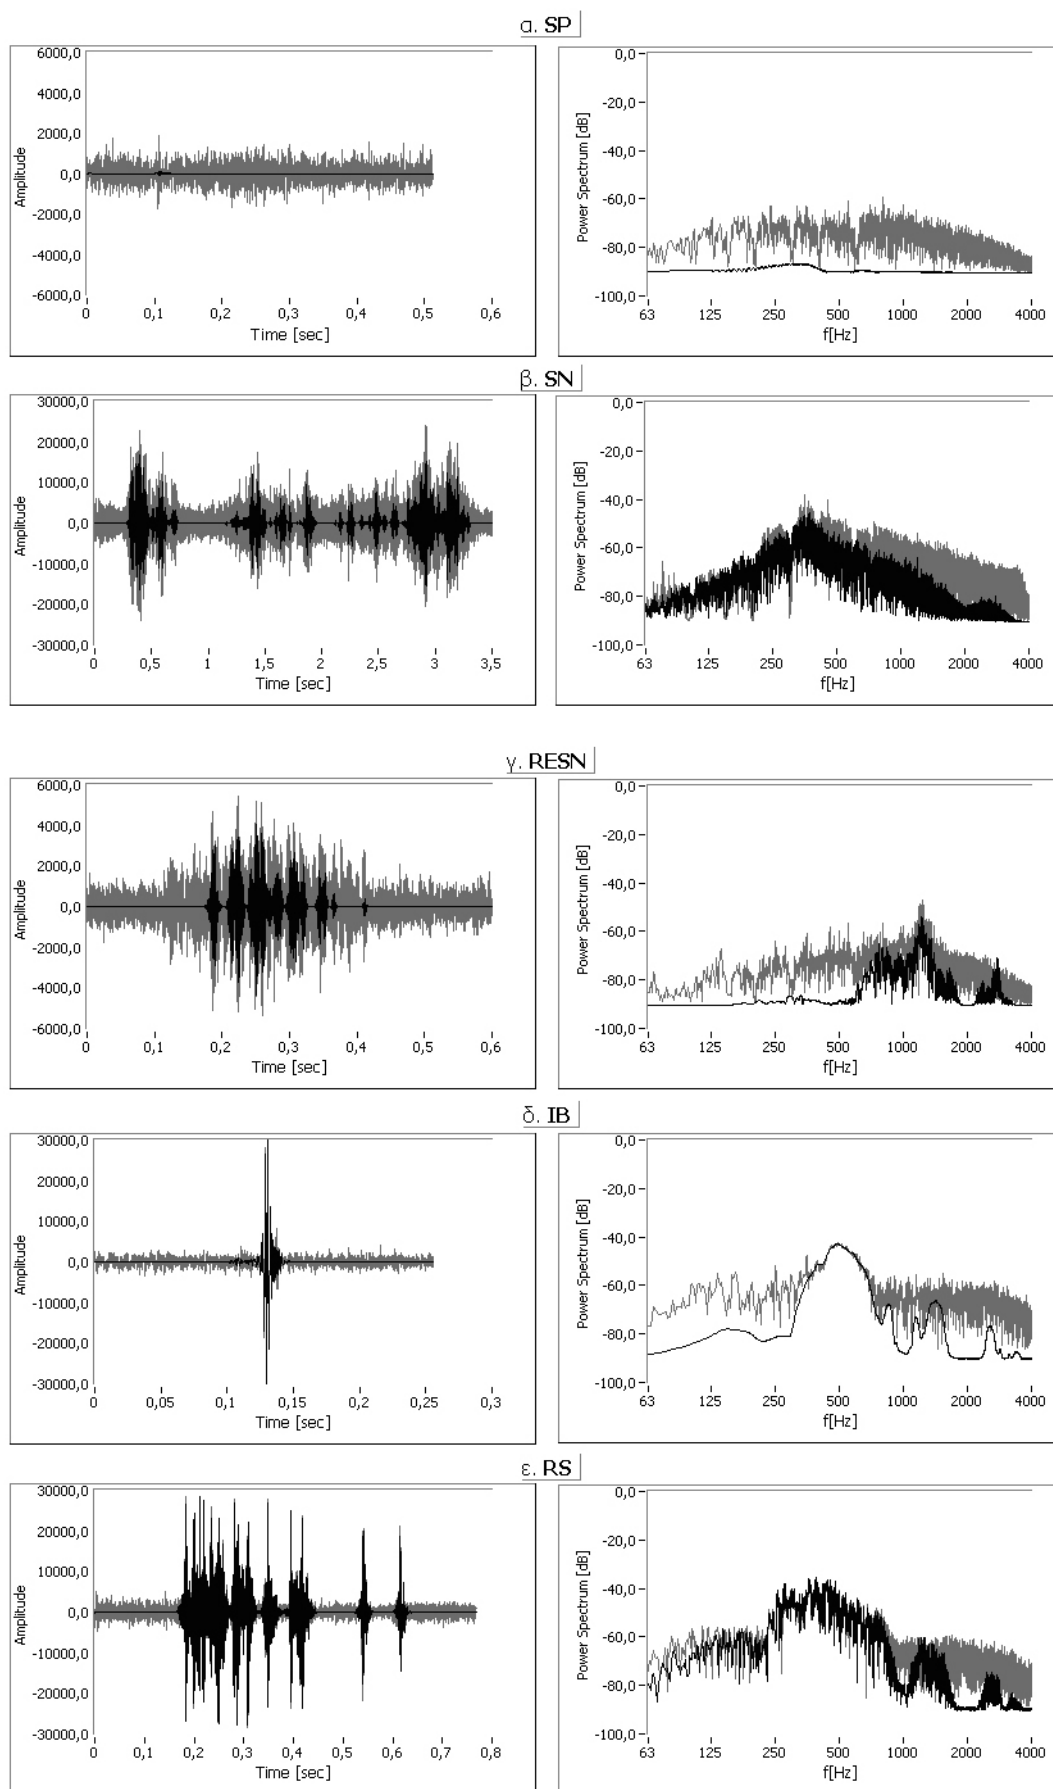 α. SP
6000,0
4000,0
2000,0
0,0
-2000,0
-4000,0
-6000,0
Amplitude
0 0,1 0,2 0,3 0,4 0,5 0,6
Time [sec]
0,0
-20,0
-40,0
-60,0
-80,0
-100,0
Power Spectrum [dB]
63 125 250 500 1000 2000 4000
f[Hz]
β. SN
30000,0
20000,0
10000,0
0,0
-10000,0
-20000,0
-30000,0
Amplitude
0 0,5 1 1,5 2 2,5 3 3,5
Time [sec]
0,0
-20,0
-40,0
-60,0
-80,0
-100,0
Power Spectrum [dB]
63 125 250 500 1000 2000 4000
f[Hz]
γ. RESN
6000,0
4000,0
2000,0
0,0
-2000,0
-4000,0
-6000,0
Amplitude
0 0,1 0,2 0,3 0,4 0,5 0,6
Time [sec]
0,0
-20,0
-40,0
-60,0
-80,0
-100,0
Power Spectrum [dB]
63 125 250 500 1000 2000 4000
f[Hz]
δ. IB
30000,0
20000,0
10000,0
0,0
-10000,0
-20000,0
-30000,0
Amplitude
0 0,05 0,1 0,15 0,2 0,25 0,3
Time [sec]
0,0
-20,0
-40,0
-60,0
-80,0
-100,0
Power Spectrum [dB]
63 125 250 500 1000 2000 4000
f[Hz]
ε. RS
30000,0
20000,0
10000,0
0,0
-10000,0
-20000,0
-30000,0
Amplitude
0 0,1 0,2 0,3 0,4 0,5 0,6 0,7 0,8
Time [sec]
0,0
-20,0
-40,0
-60,0
-80,0
-100,0
Power Spectrum [dB]
63 125 250 500 1000 2000 4000
f[Hz]